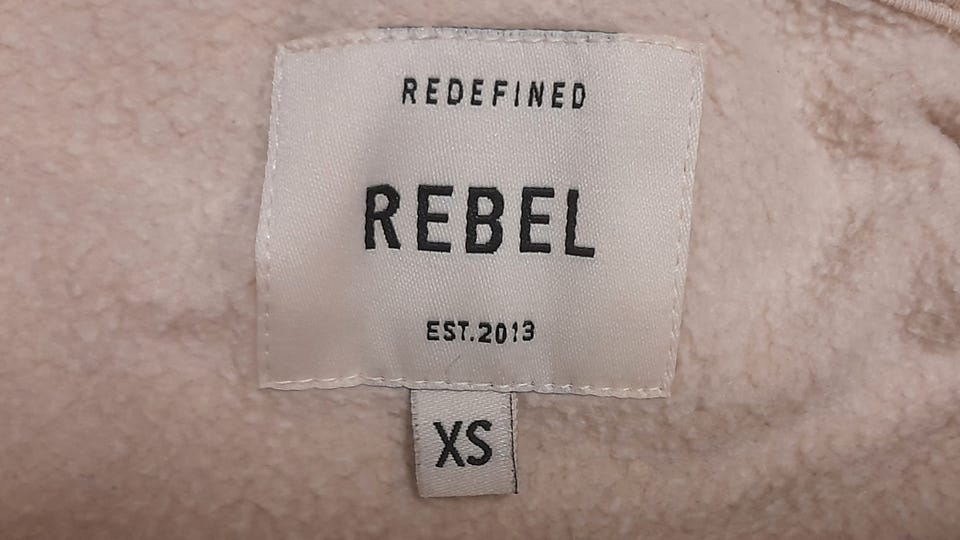 REDEFINED
REBEL
EST.2013
XS